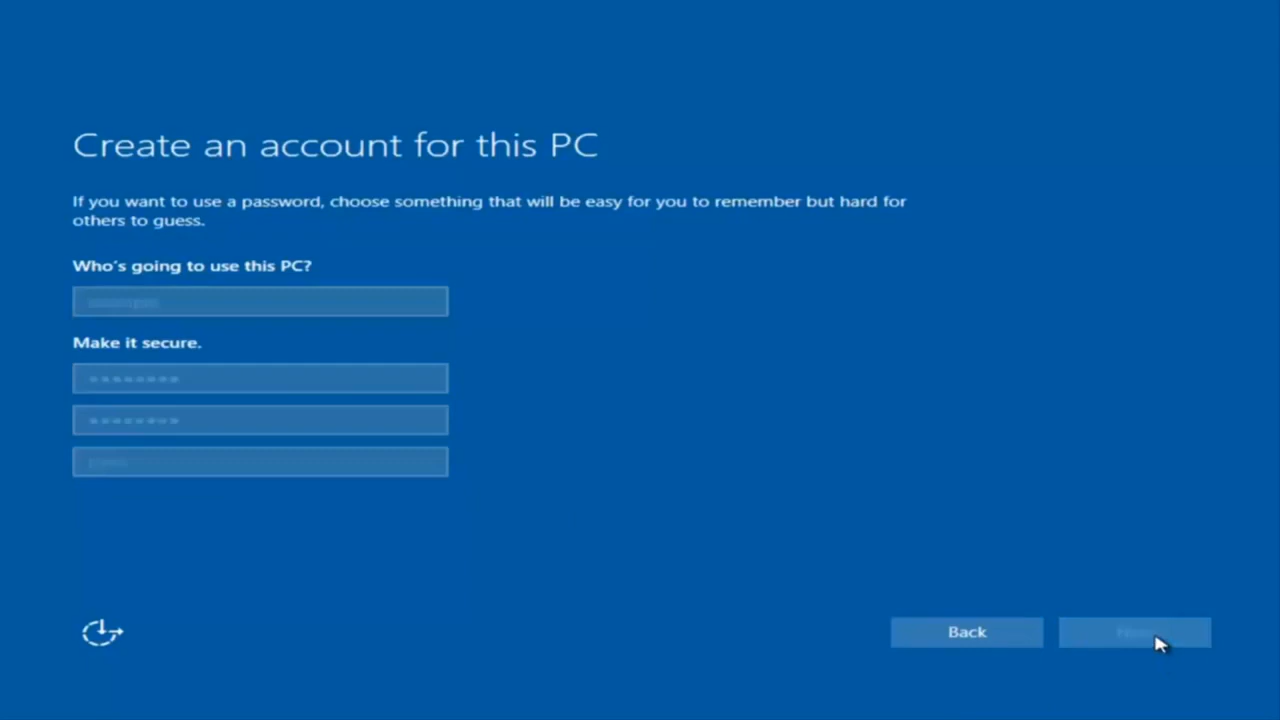 Create an account for this PC
If you want to use a password, choose something that will be easy for you to remember but hard for
others to guess.
Who's going to use this PC?
Make it secure.
Back